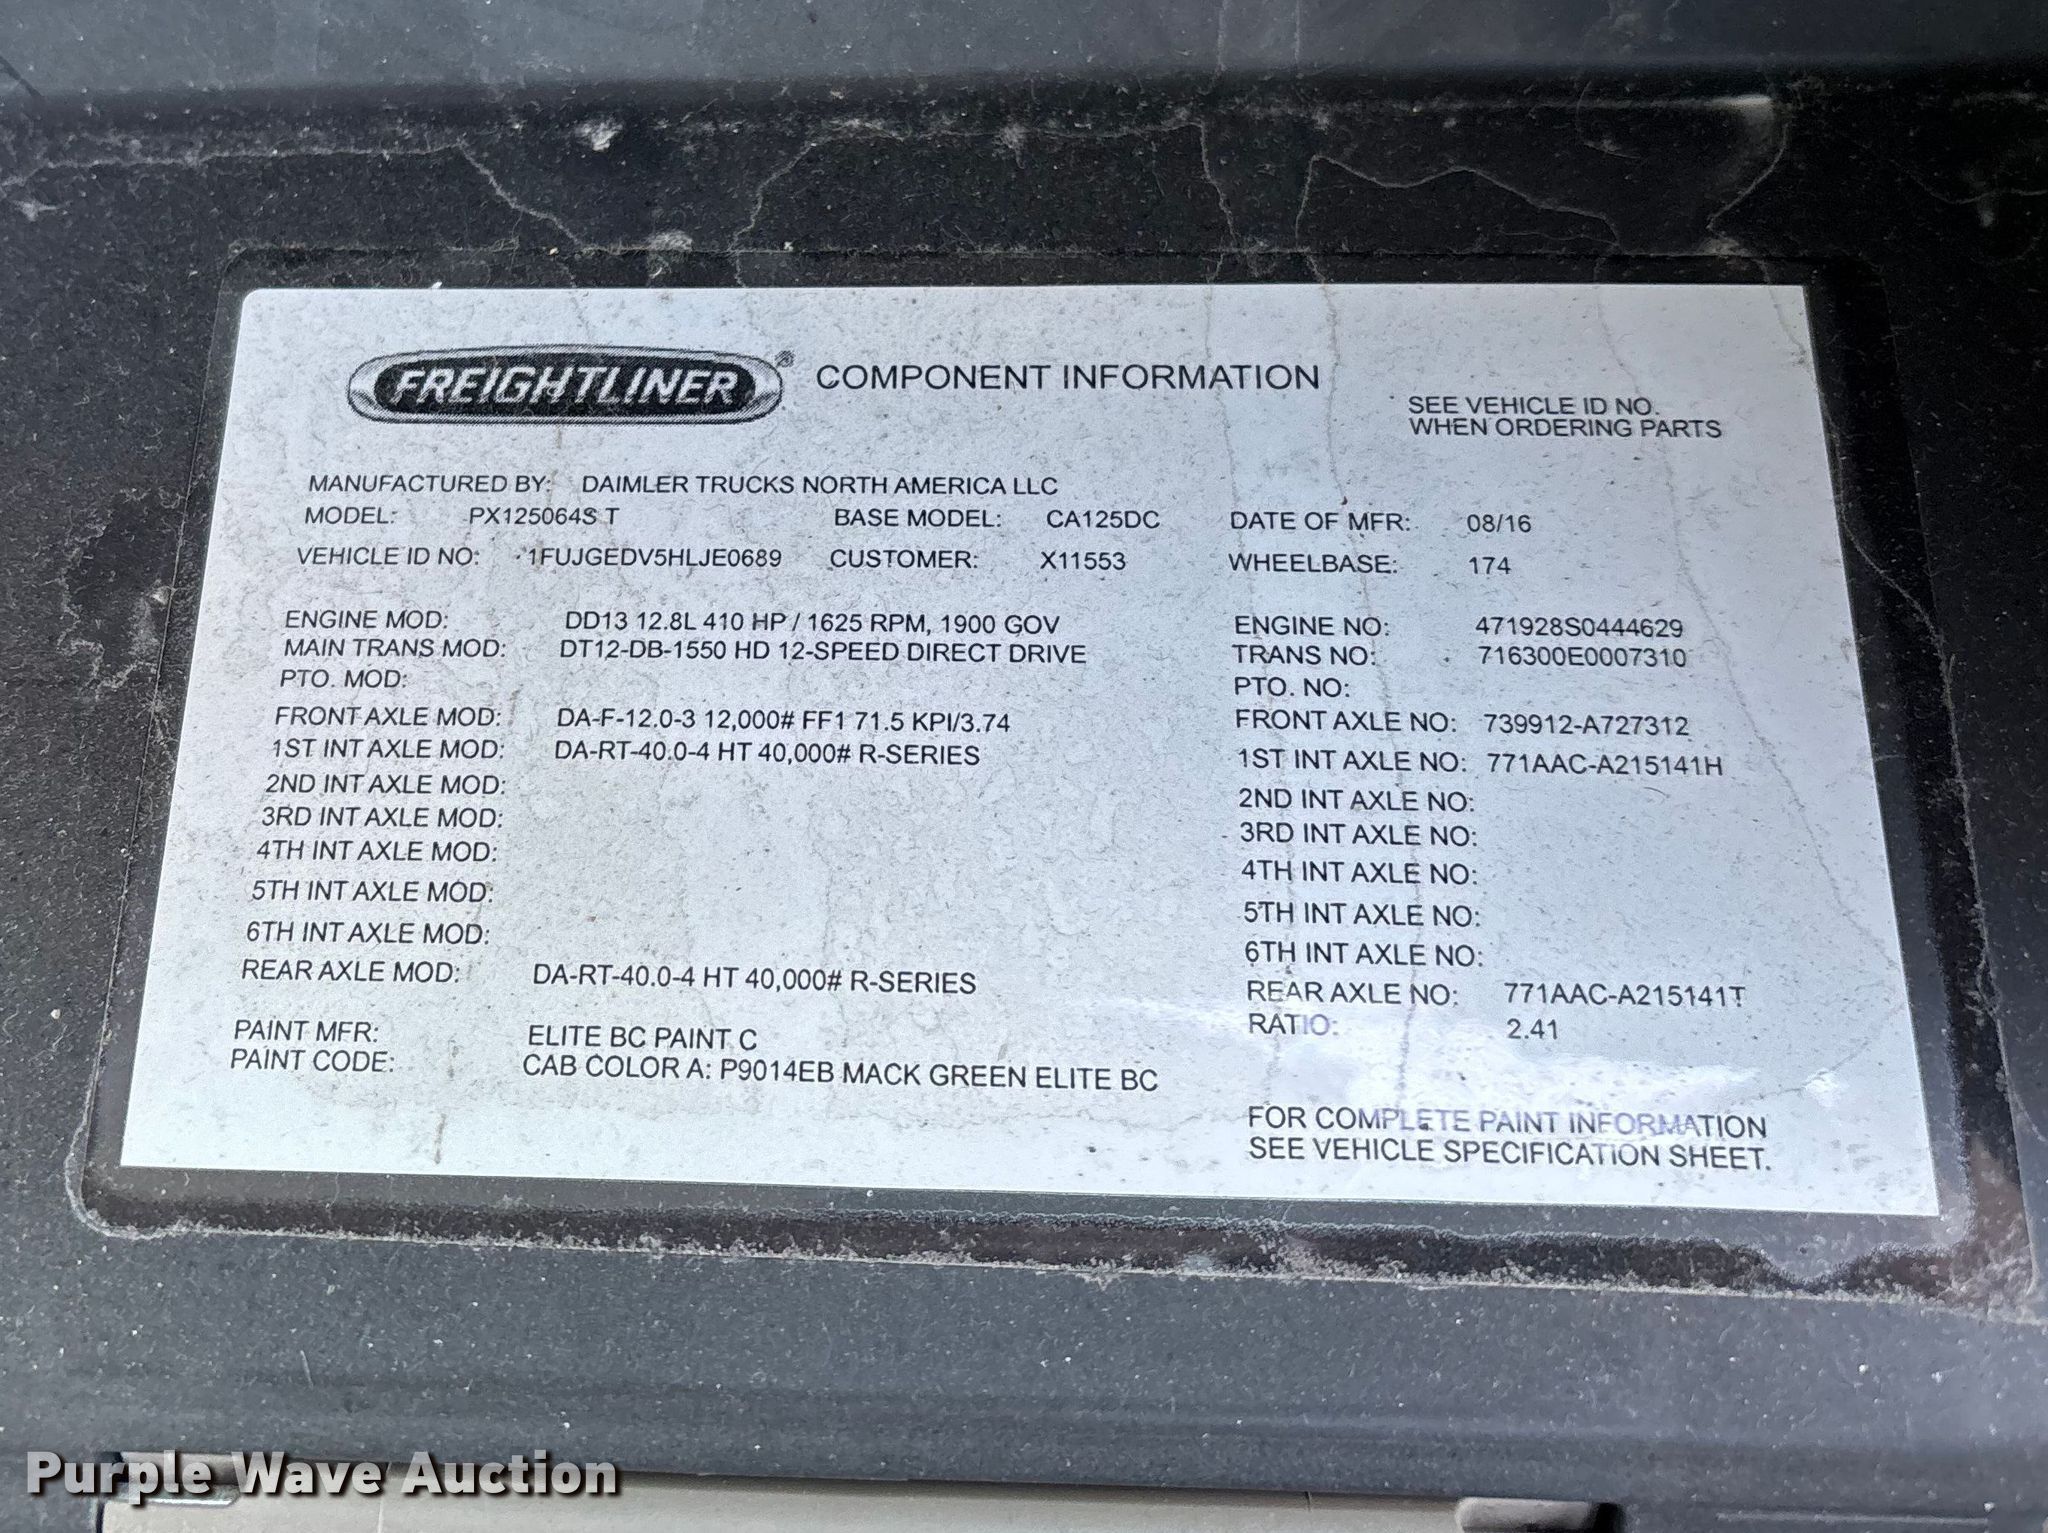 FREIGHTLINER® COMPONENT INFORMATION
SEE VEHICLE ID NO.
WHEN ORDERING PARTS
MANUFACTURED BY: DAIMLER TRUCKS NORTH AMERICA LLC
MODEL: PX125064S T BASE MODEL: CA125DC DATE OF MFR: 08/16
VEHICLE ID NO: 1FUJGEDV5HLJE0689 CUSTOMER: X11553 WHEELBASE: 174
ENGINE MOD: DD13 12.8L 410 HP / 1625 RPM, 1900 GOV ENGINE NO: 471928S0444629
MAIN TRANS MOD: DT12-DB-1550 HD 12-SPEED DIRECT DRIVE TRANS NO: 716300E0007310
PTO. MOD: PTO. NO:
FRONT AXLE MOD: DA-F-12.0-3 12,000# FF1 71.5 KPI/3.74 FRONT AXLE NO: 739912-A727312
1ST INT AXLE MOD: DA-RT-40.0-4 HT 40,000# R-SERIES 1ST INT AXLE NO: 771AAC-A215141H
2ND INT AXLE MOD: 2ND INT AXLE NO:
3RD INT AXLE MOD: 3RD INT AXLE NO:
4TH INT AXLE MOD: 4TH INT AXLE NO:
5TH INT AXLE MOD: 5TH INT AXLE NO:
6TH INT AXLE MOD: 6TH INT AXLE NO:
REAR AXLE MOD: DA-RT-40.0-4 HT 40,000# R-SERIES REAR AXLE NO: 771AAC-A215141T
RATIO: 2.41
PAINT MFR: ELITE BC PAINT C
PAINT CODE: CAB COLOR A: P9014EB MACK GREEN ELITE BC
FOR COMPLETE PAINT INFORMATION
SEE VEHICLE SPECIFICATION SHEET.
Purple Wave Auction